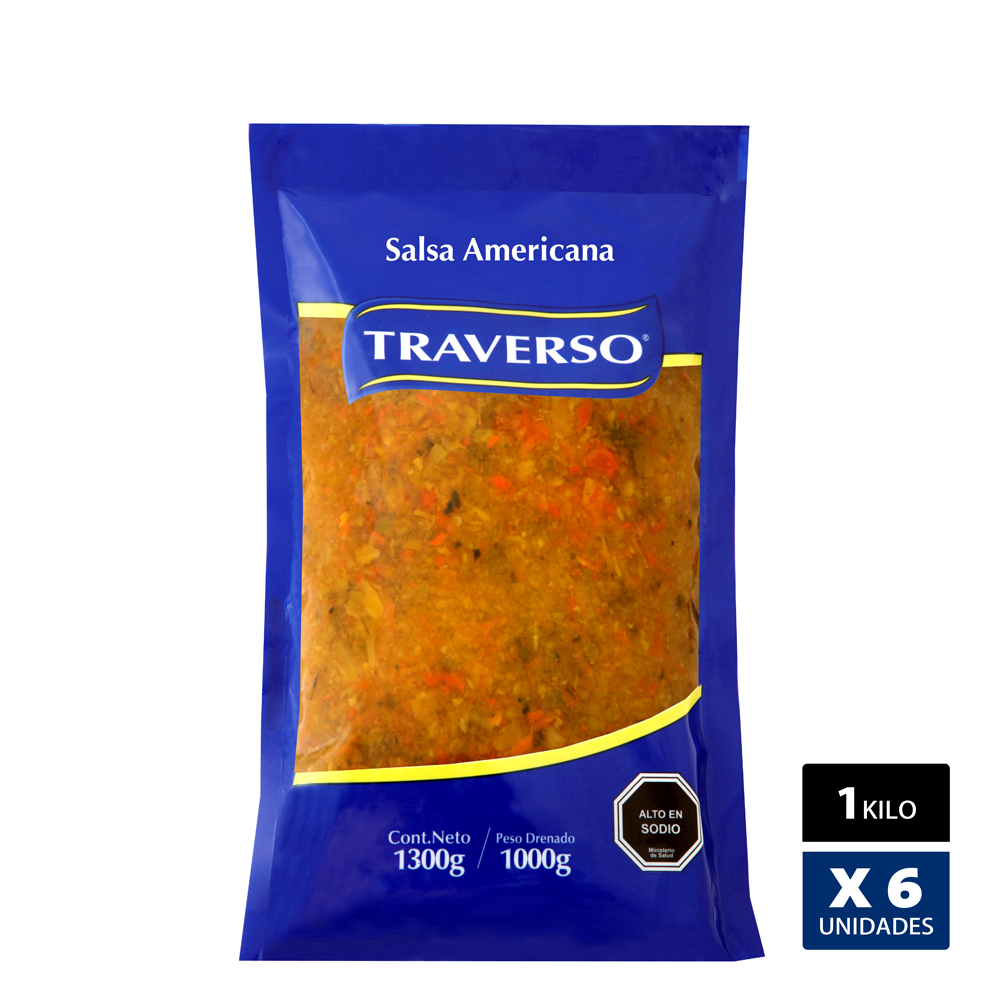 Salsa Americana
TRAVERSO®
Cont.Neto / Peso Drenado
1300g / 1000g
ALTO EN
SODIO
Ministerio
de Salud
1 KILO
X 6
UNIDADES